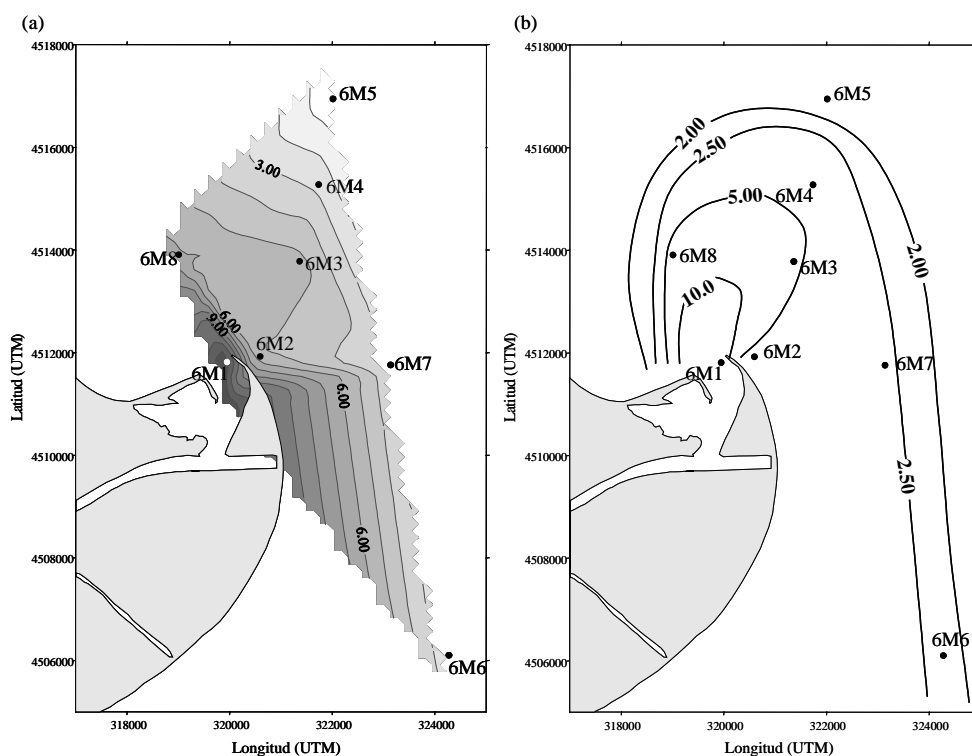 (a)
(b)
4518000
4516000
4514000
4512000
4510000
4508000
4506000
Latitud (UTM)
318000
320000
322000
324000
Longitud (UTM)
6M5
3.00
6M4
6M8
6M3
6.00
9.00
6M2
6M1
6M7
6.00
6.00
6M6
4518000
4516000
4514000
4512000
4510000
4508000
4506000
Latitud (UTM)
318000
320000
322000
324000
Longitud (UTM)
6M5
2.00
2.50
6M4
5.00
6M8
6M3
2.00
10.0
6M2
6M1
6M7
2.50
6M6